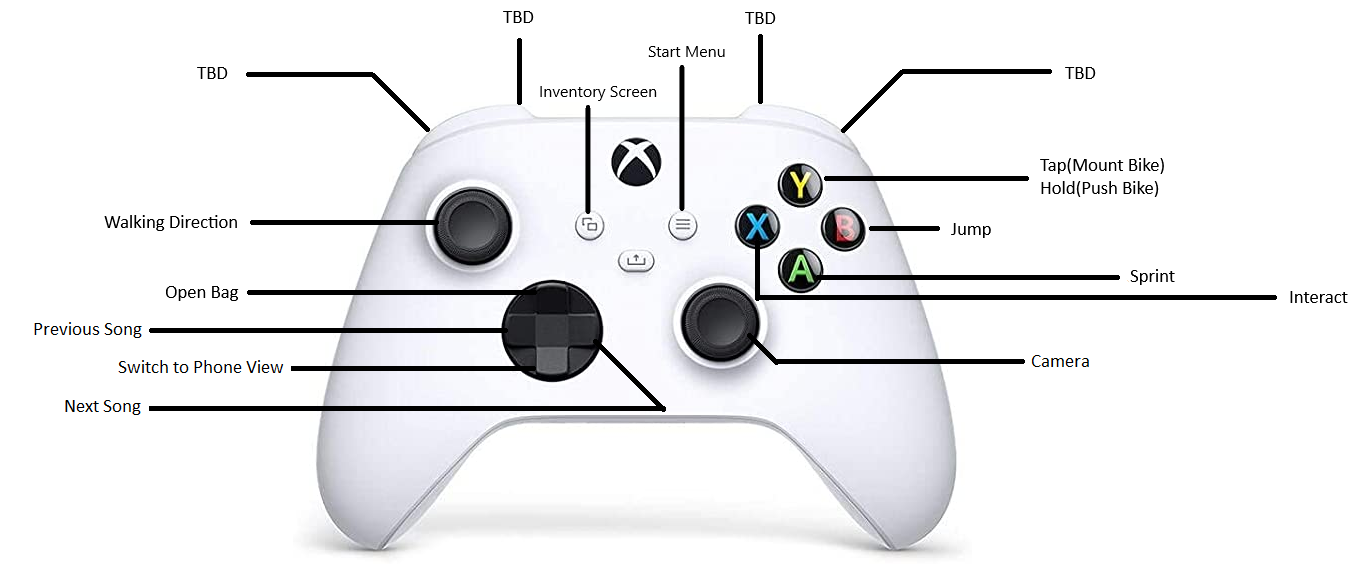 TBD
TBD
Start Menu
TBD
TBD
Inventory Screen
Tap(Mount Bike)
Hold(Push Bike)
Y
Walking Direction
X
B
Jump
A
Sprint
Open Bag
Interact
Previous Song
Switch to Phone View
Camera
Next Song